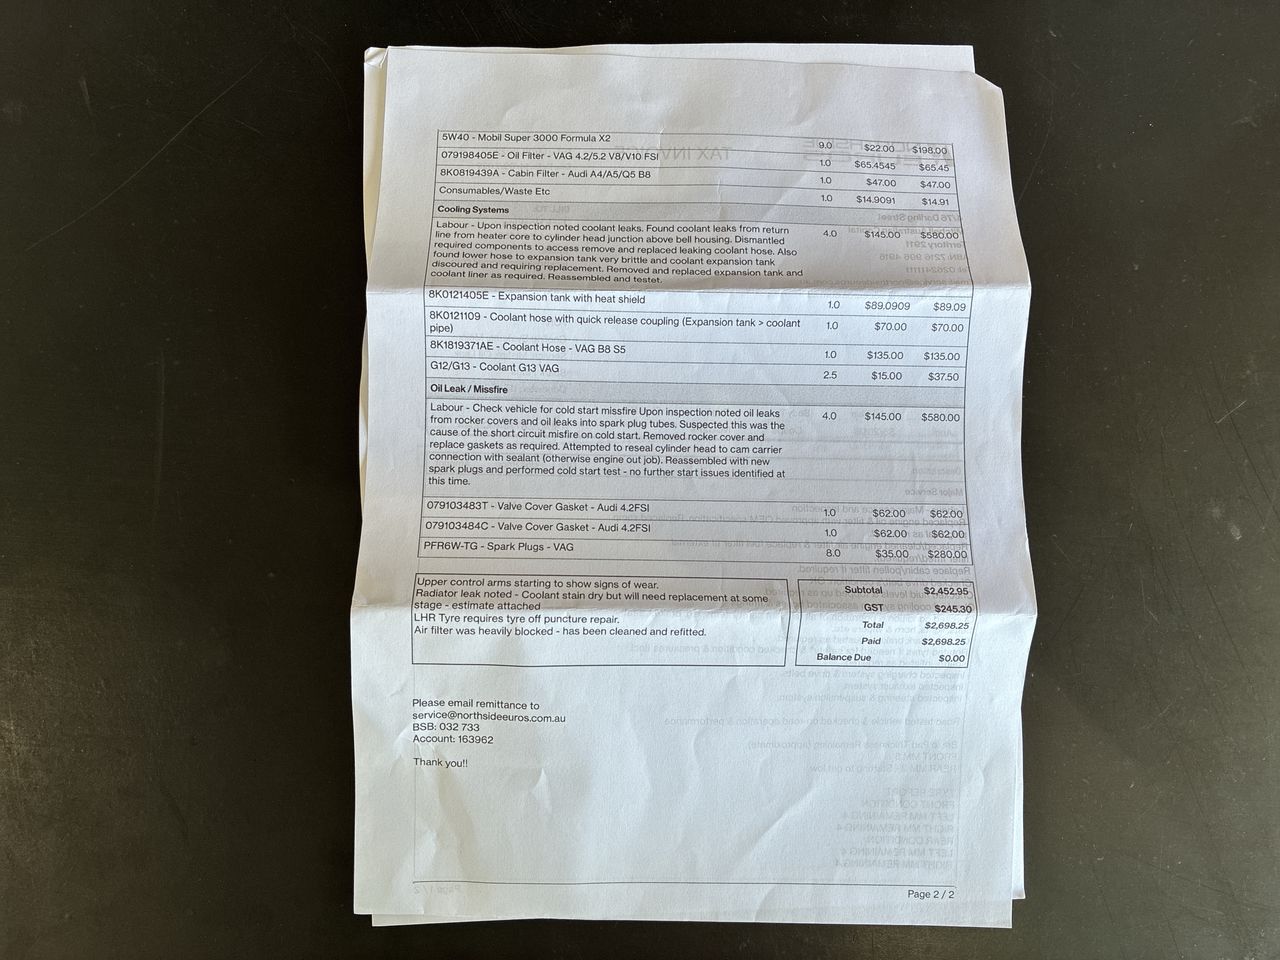 5W40 - Mobil Super 3000 Formula X2 9.0 $22.00 $198.00
079198405E - Oil Filter - VAG 4.2/5.2 V8/V10 FSI 1.0 $65.4545 $65.45
8K0819439A - Cabin Filter - Audi A4/A5/Q5 B8 1.0 $47.00 $47.00
Consumables/Waste Etc 1.0 $14.9091 $14.91
Cooling Systems
Labour - Upon inspection noted coolant leaks. Found coolant leaks from return 4.0 $145.00 $580.00
line from heater core to cylinder head junction above bell housing. Dismantled
required components to access remove and replaced leaking coolant hose. Also
found lower hose to expansion tank very brittle and coolant expansion tank
discoured and requiring replacement. Removed and replaced expansion tank and
coolant liner as required. Reassembled and testet.
8K0121405E - Expansion tank with heat shield 1.0 $89.0909 $89.09
8K0121109 - Coolant hose with quick release coupling (Expansion tank > coolant 1.0 $70.00 $70.00
pipe)
8K1819371AE - Coolant Hose - VAG B8 S5 1.0 $135.00 $135.00
G12/G13 - Coolant G13 VAG 2.5 $15.00 $37.50
Oil Leak / Missfire
Labour - Check vehicle for cold start missfire Upon inspection noted oil leaks 4.0 $145.00 $580.00
from rocker covers and oil leaks into spark plug tubes. Suspected this was the
cause of the short circuit misfire on cold start. Removed rocker cover and
replace gaskets as required. Attempted to reseal cylinder head to cam carrier
connection with sealant (otherwise engine out job). Reassembled with new
spark plugs and performed cold start test - no further start issues identified at
this time.
079103483T - Valve Cover Gasket - Audi 4.2FSI 1.0 $62.00 $62.00
079103484C - Valve Cover Gasket - Audi 4.2FSI 1.0 $62.00 $62.00
PFR6W-TG - Spark Plugs - VAG 8.0 $35.00 $280.00
Upper control arms starting to show signs of wear.
Radiator leak noted - Coolant stain dry but will need replacement at some
stage - estimate attached
LHR Tyre requires tyre off puncture repair.
Air filter was heavily blocked - has been cleaned and refitted.
Subtotal $2,452.95
GST $245.30
Total $2,698.25
Paid $2,698.25
Balance Due $0.00
Please email remittance to
service@northsideeuros.com.au
BSB: 032 733
Account: 163962
Thank you!!
Page 2 / 2